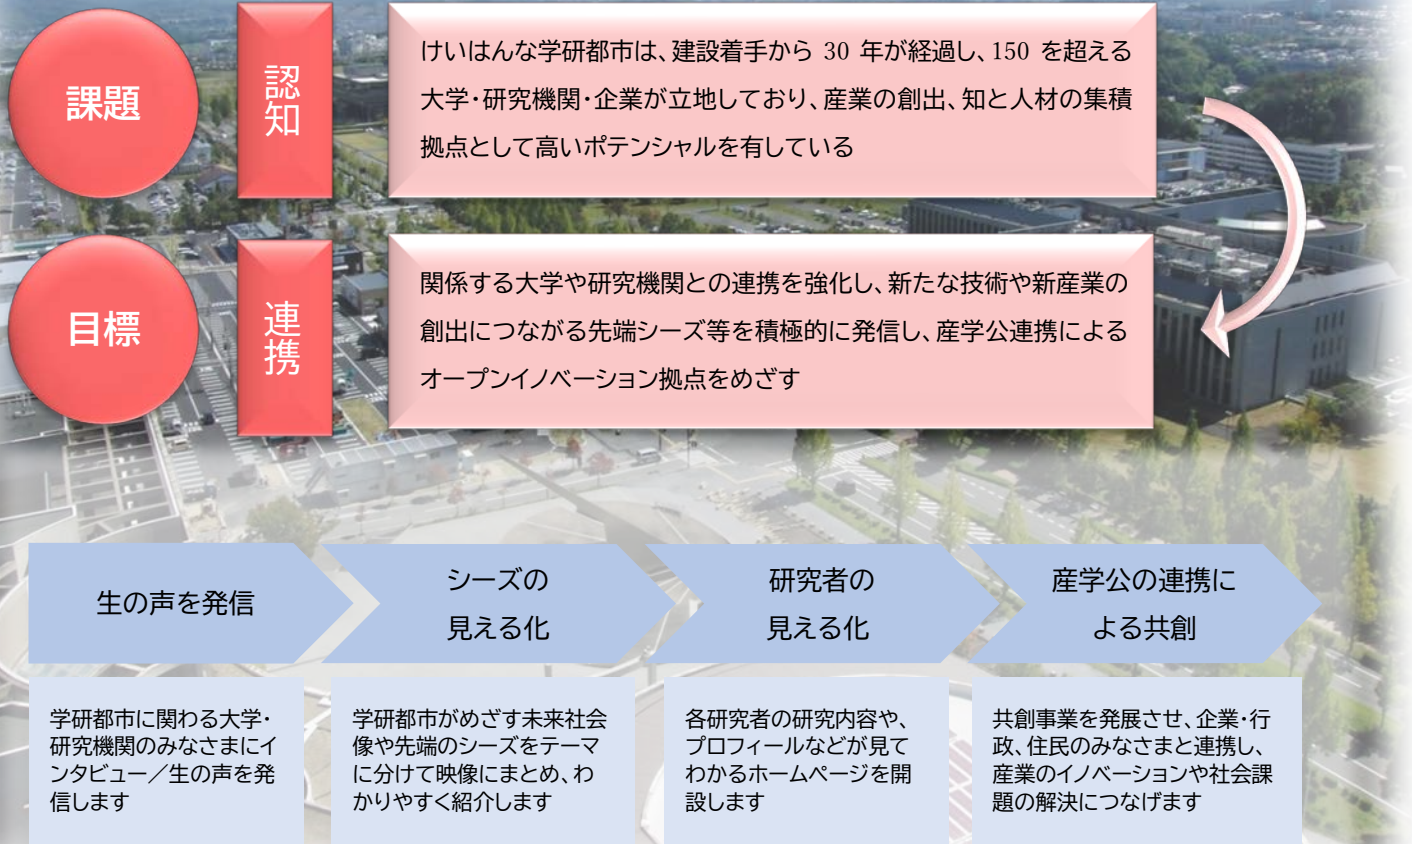 課題
認知
けいはんな学研都市は、建設着手から 30 年が経過し、150 を超える
大学・研究機関・企業が立地しており、産業の創出、知と人材の集積
拠点として高いポテンシャルを有している
目標
連携
関係する大学や研究機関との連携を強化し、新たな技術や新産業の
創出につながる先端シーズ等を積極的に発信し、産学公連携による
オープンイノベーション拠点をめざす
生の声を発信
シーズの
見える化
研究者の
見える化
産学公の連携に
よる共創
学研都市に関わる大学・
研究機関のみなさまにイ
ンタビュー／生の声を発
信します
学研都市がめざす未来社会
像や先端のシーズをテーマ
に分けて映像にまとめ、わ
かりやすく紹介します
各研究者の研究内容や、
プロフィールなどが見て
わかるホームページを開
設します
共創事業を発展させ、企業・行
政、住民のみなさまと連携し、
産業のイノベーションや社会課
題の解決につなげます